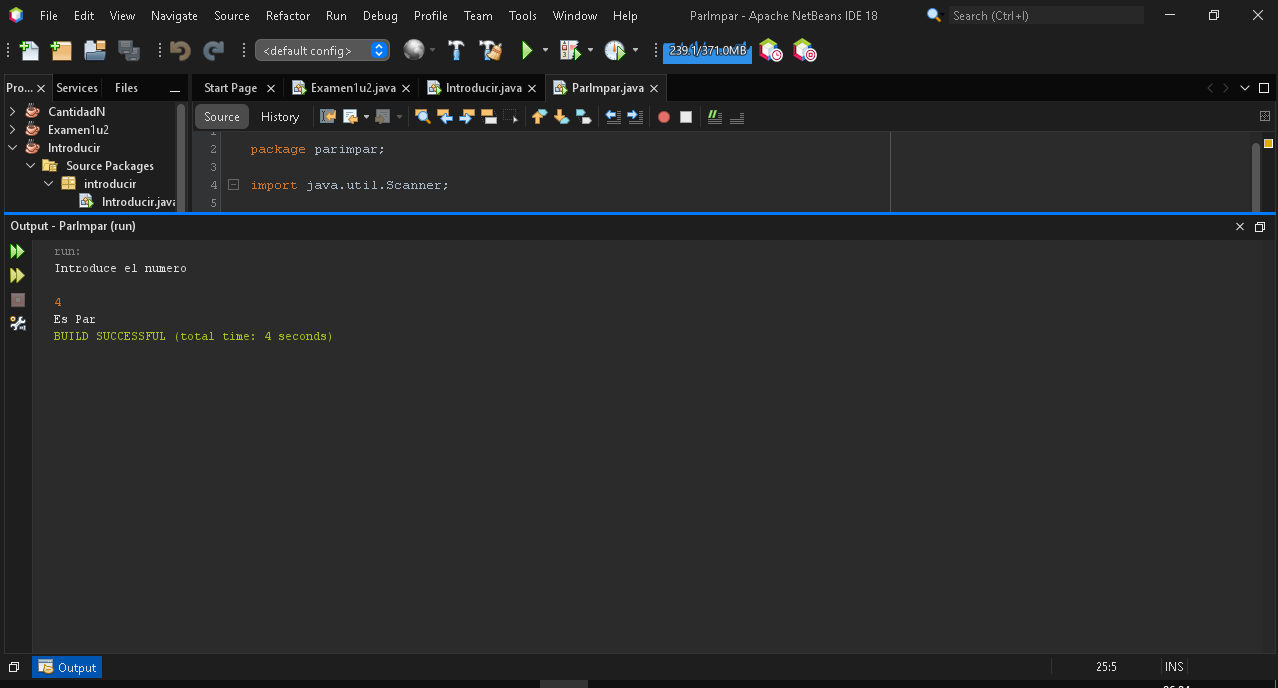 File Edit View Navigate Source Refactor Run Debug Profile Team Tools Window Help ParImpar - Apache NetBeans IDE 18 Search (Ctrl+I)
<default config> 239.1/371.0MB
Pro... Services Files Start Page Examen1u2.java Introducir.java ParImpar.java
CantidadN
Examen1u2
Introducir
Source Packages
introducir
Introducir.java
Source History
2 package parimpar;
3
4 import java.util.Scanner;
5
Output - ParImpar (run)
run:
Introduce el numero
4
Es Par
BUILD SUCCESSFUL (total time: 4 seconds)
Output 25:5 INS